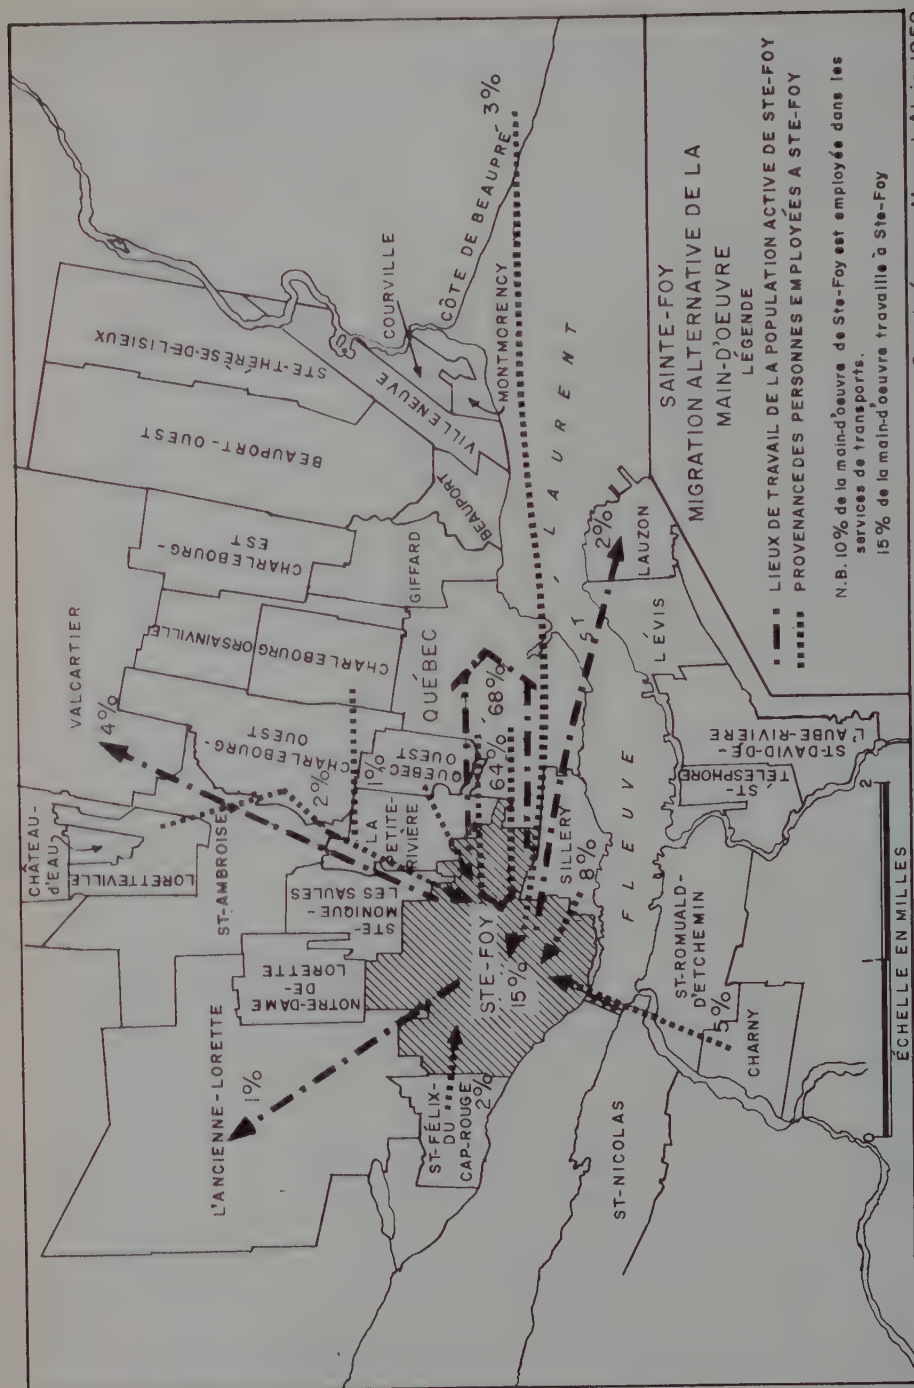 CHÂTEAU-
d'EAU
LORETTEVILLE
ST-AMBROISE
VALCARTIER
4%
L'ANCIENNE-LORETTE
1%
NOTRE-DAME
DE-
LORETTE
STE-
MONIQUE-
LES SAULES
LA
PETITE-
RIVIÈRE
2%
1%
CHARLEBOURG-
OUEST
QUÉBEC
OUEST
ORSAINVILLE
CHARLEBOURG
CHARLEBOURG-
EST
GIFFARD
BEAUPORT-OUEST
BEAUPORT
STE-THÉRÈSE-DE-LISIEUX
VILLENEUVE
COURVILLE
MONTMORENCY
CÔTE DE BEAUPRÉ
3%
QUÉBEC
64%
68%
ST-FÉLIX-
DU
CAP-ROUGE
2%
STE-FOY
15%
SILLERY
8%
FLEUVE ST L'AURENT
2%
LAUZON
LÉVIS
ST-NICOLAS
CHARNY
5%
ST-ROMUALD-
D'ETCHEMIN
ST-
TÉLESPHORE
ST-DAVID-DE-
L'AUBE-RIVIÈRE
0 1 2
ÉCHELLE EN MILLES
SAINTE-FOY
MIGRATION ALTERNATIVE DE LA
MAIN-D'OEUVRE
LÉGENDE
LIEUX DE TRAVAIL DE LA POPULATION ACTIVE DE STE-FOY
PROVENANCE DES PERSONNES EMPLOYÉES A STE-FOY
N.B. 10% de la main-d'oeuvre de Ste-Foy est employée dans les
services de transports.
15% de la main-d'oeuvre travaille à Ste-Foy